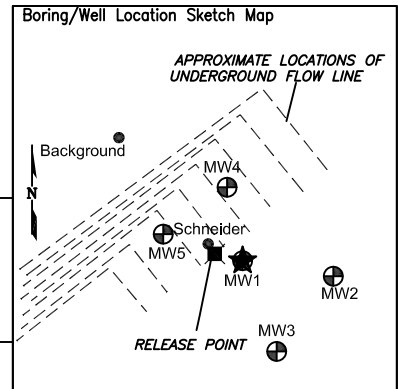 Boring/Well Location Sketch Map
APPROXIMATE LOCATIONS OF
UNDERGROUND FLOW LINE
Background
N
MW4
Schneider
MW5
MW1
MW2
MW3
RELEASE POINT